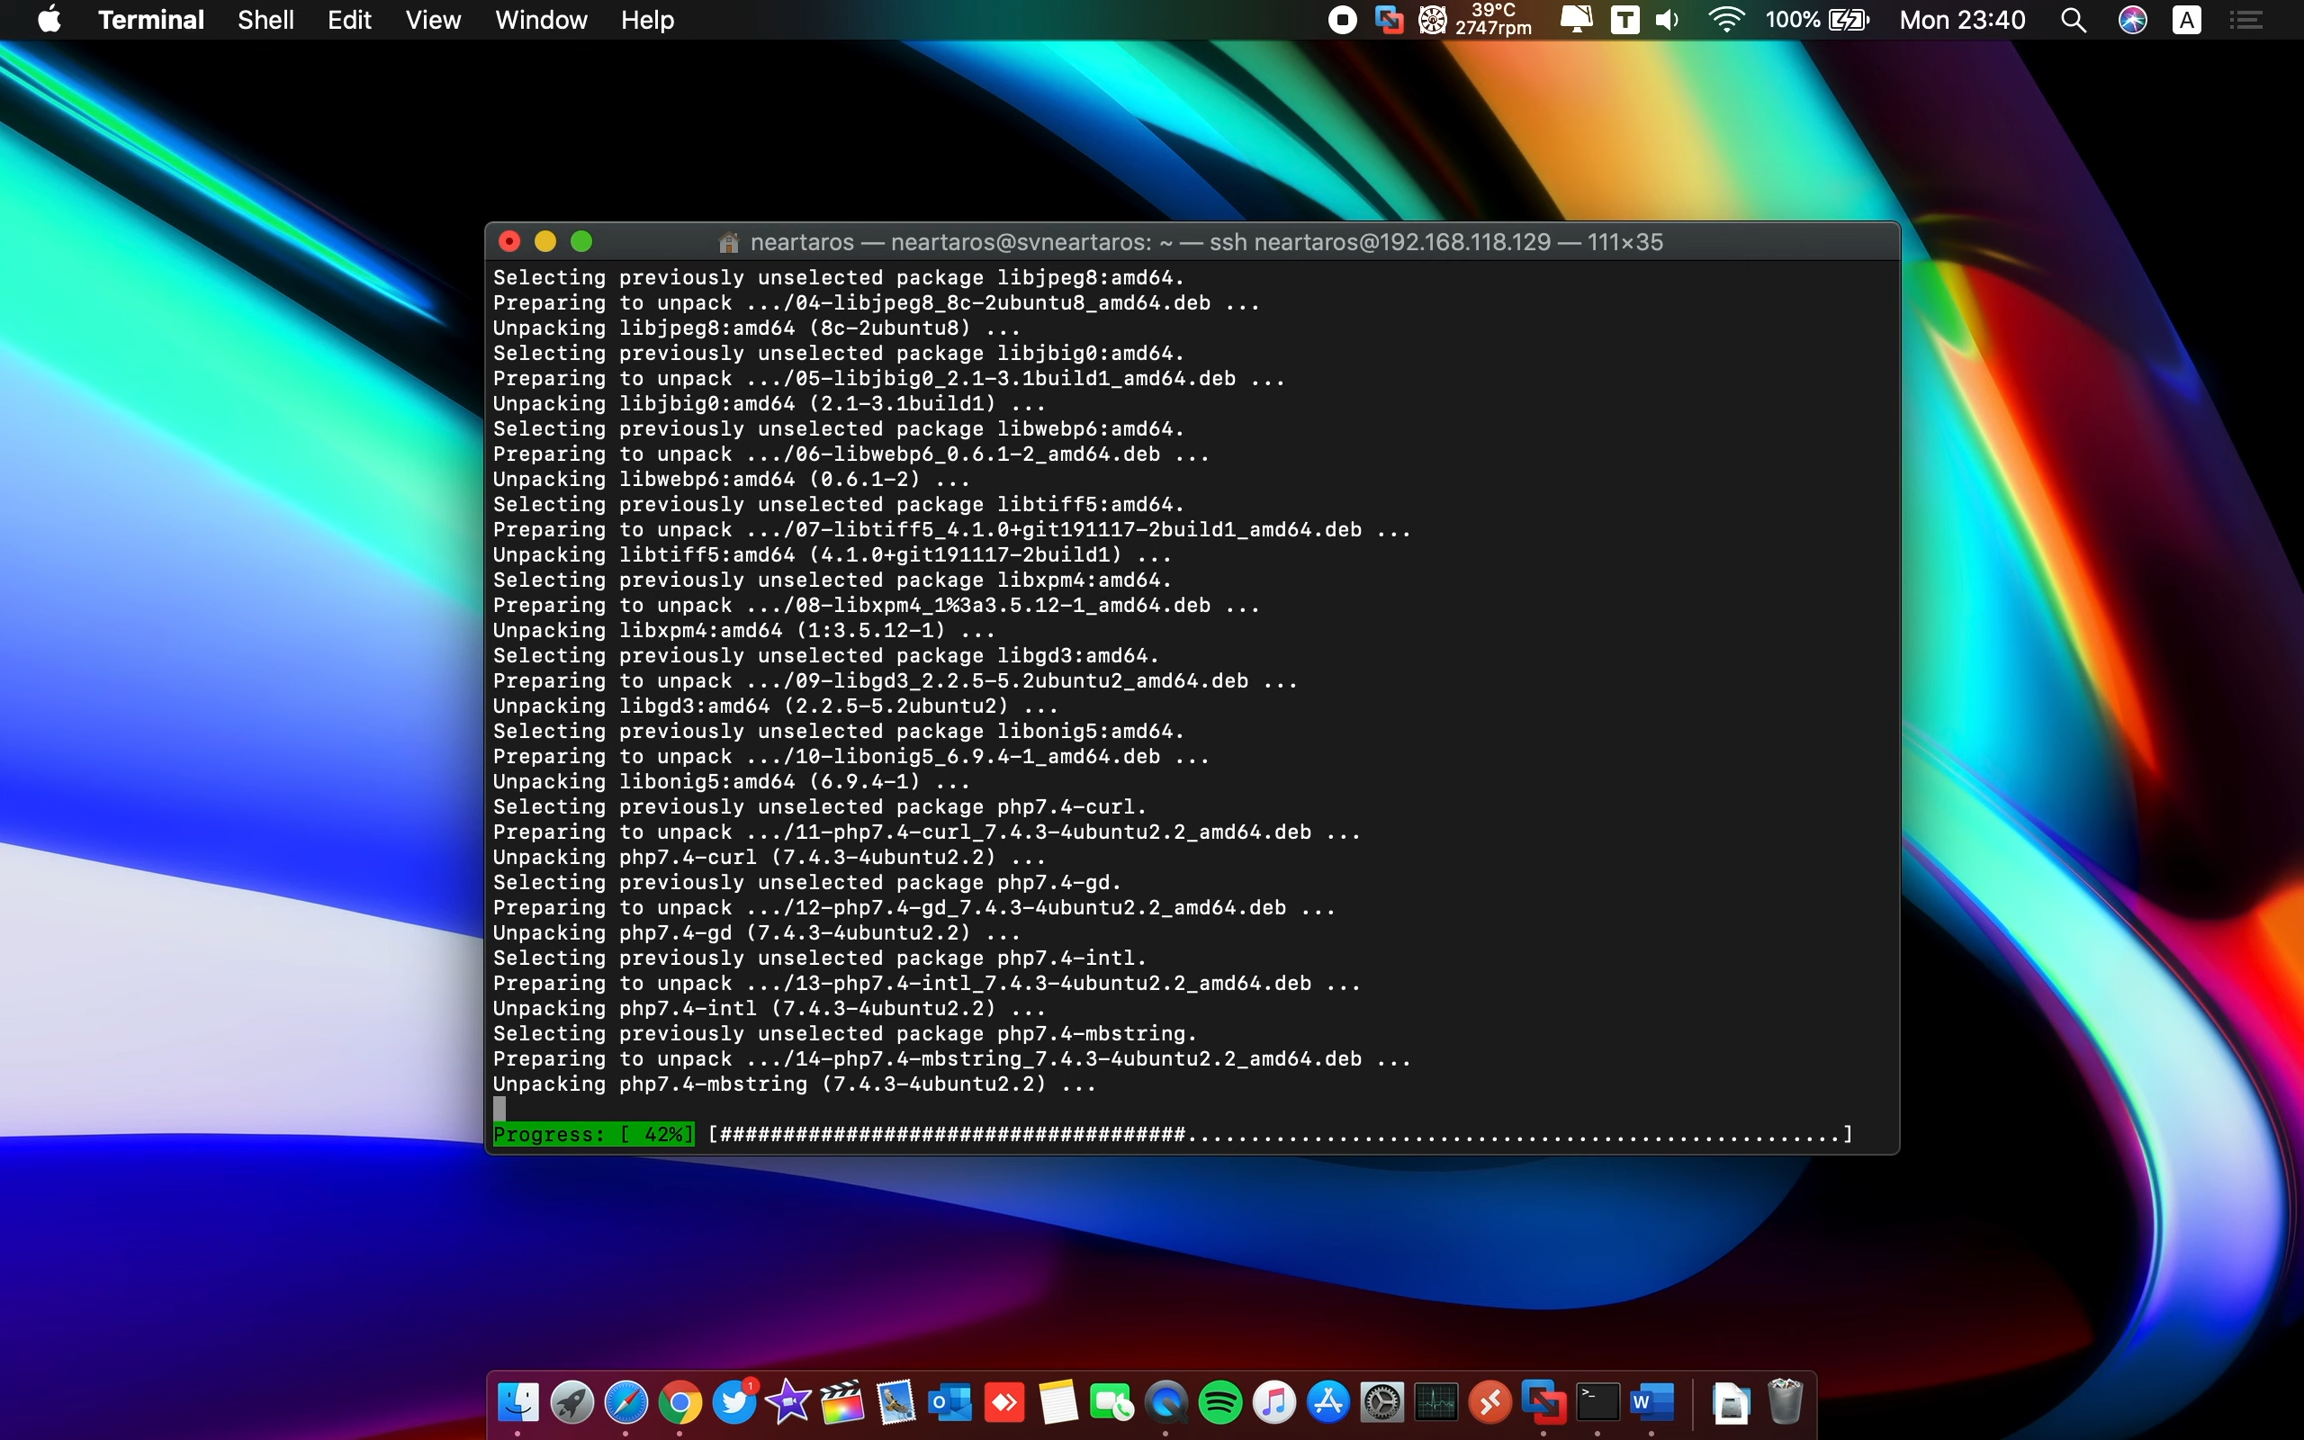 Terminal Shell Edit View Window Help
39°C
2747rpm
T
100%
Mon 23:40
A
neartaros — neartaros@svneartaros: ~ — ssh neartaros@192.168.118.129 — 111×35
Selecting previously unselected package libjpeg8:amd64.
Preparing to unpack .../04-libjpeg8_8c-2ubuntu8_amd64.deb ...
Unpacking libjpeg8:amd64 (8c-2ubuntu8) ...
Selecting previously unselected package libjbig0:amd64.
Preparing to unpack .../05-libjbig0_2.1-3.1build1_amd64.deb ...
Unpacking libjbig0:amd64 (2.1-3.1build1) ...
Selecting previously unselected package libwebp6:amd64.
Preparing to unpack .../06-libwebp6_0.6.1-2_amd64.deb ...
Unpacking libwebp6:amd64 (0.6.1-2) ...
Selecting previously unselected package libtiff5:amd64.
Preparing to unpack .../07-libtiff5_4.1.0+git191117-2build1_amd64.deb ...
Unpacking libtiff5:amd64 (4.1.0+git191117-2build1) ...
Selecting previously unselected package libxpm4:amd64.
Preparing to unpack .../08-libxpm4_1%3a3.5.12-1_amd64.deb ...
Unpacking libxpm4:amd64 (1:3.5.12-1) ...
Selecting previously unselected package libgd3:amd64.
Preparing to unpack .../09-libgd3_2.2.5-5.2ubuntu2_amd64.deb ...
Unpacking libgd3:amd64 (2.2.5-5.2ubuntu2) ...
Selecting previously unselected package libonig5:amd64.
Preparing to unpack .../10-libonig5_6.9.4-1_amd64.deb ...
Unpacking libonig5:amd64 (6.9.4-1) ...
Selecting previously unselected package php7.4-curl.
Preparing to unpack .../11-php7.4-curl_7.4.3-4ubuntu2.2_amd64.deb ...
Unpacking php7.4-curl (7.4.3-4ubuntu2.2) ...
Selecting previously unselected package php7.4-gd.
Preparing to unpack .../12-php7.4-gd_7.4.3-4ubuntu2.2_amd64.deb ...
Unpacking php7.4-gd (7.4.3-4ubuntu2.2) ...
Selecting previously unselected package php7.4-intl.
Preparing to unpack .../13-php7.4-intl_7.4.3-4ubuntu2.2_amd64.deb ...
Unpacking php7.4-intl (7.4.3-4ubuntu2.2) ...
Selecting previously unselected package php7.4-mbstring.
Preparing to unpack .../14-php7.4-mbstring_7.4.3-4ubuntu2.2_amd64.deb ...
Unpacking php7.4-mbstring (7.4.3-4ubuntu2.2) ...
Progress: [ 42%] [#####################################....................................................]
1
O
>_
W